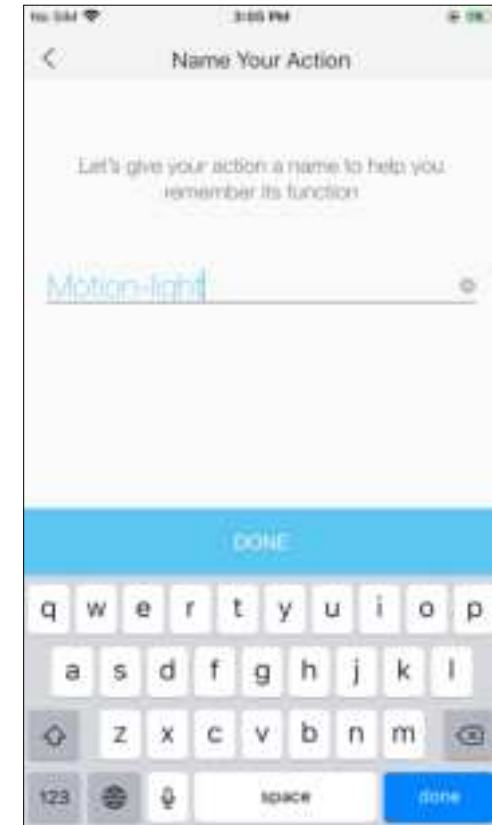 No SIM 3:05 PM
Name Your Action
Let's give your action a name to help you
remember its function
Motion-light
DONE
q w e r t y u i o p
a s d f g h j k l
z x c v b n m
123 space done